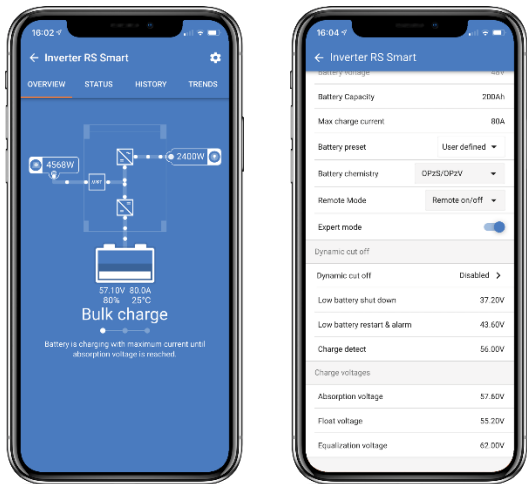 16:02
Inverter RS Smart
OVERVIEW STATUS HISTORY TRENDS
4568W
2400W
MPPT
57.10V 80.0A
80% 25°C
Bulk charge
Battery is charging with maximum current until
absorption voltage is reached.
16:04
Inverter RS Smart
Battery voltage 48V
Battery Capacity 200Ah
Max charge current 80A
Battery preset User defined
Battery chemistry OPzS/OPzV
Remote Mode Remote on/off
Expert mode
Dynamic cut off
Dynamic cut off Disabled
Low battery shut down 37.20V
Low battery restart & alarm 43.60V
Charge detect 56.00V
Charge voltages
Absorption voltage 57.60V
Float voltage 55.20V
Equalization voltage 62.00V